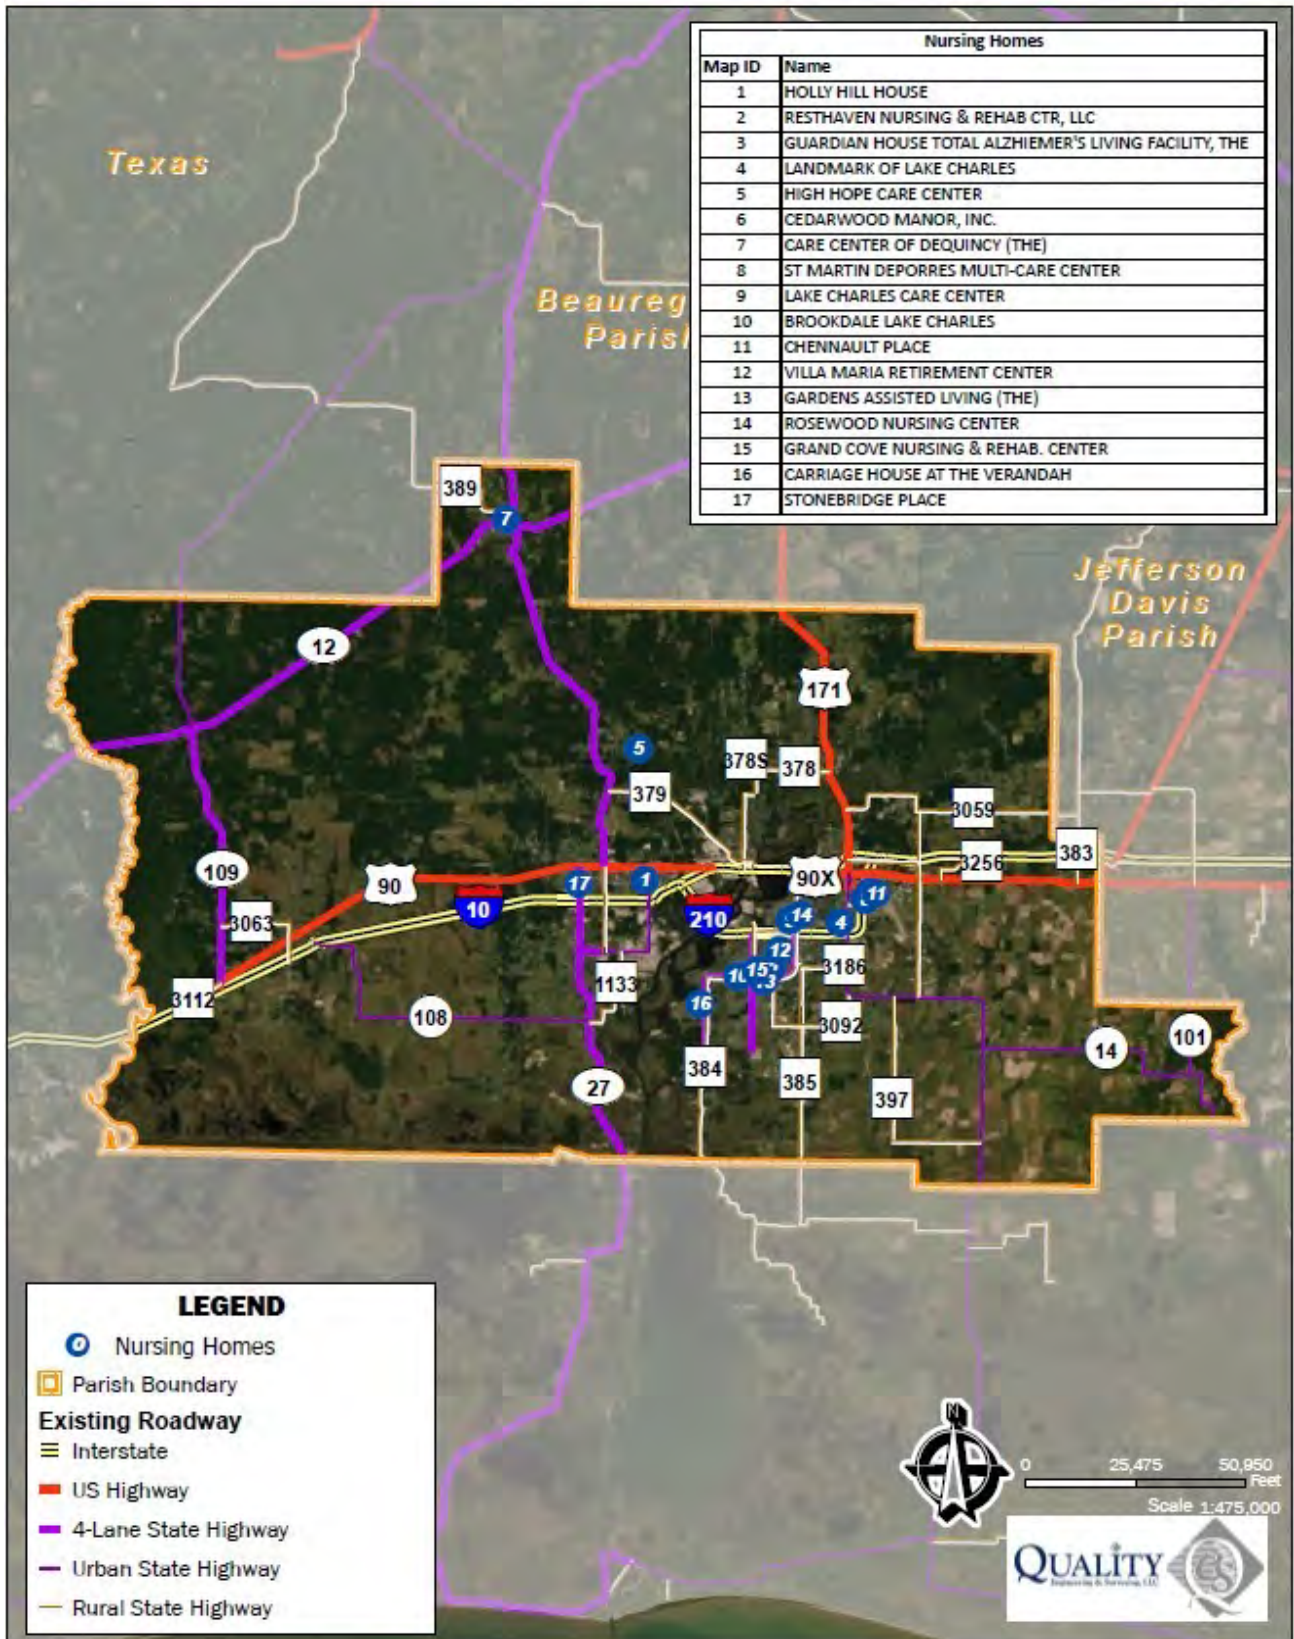 Nursing Homes
Map ID Name
1 HOLLY HILL HOUSE
2 RESTHAVEN NURSING & REHAB CTR, LLC
3 GUARDIAN HOUSE TOTAL ALZHIEMER'S LIVING FACILITY, THE
4 LANDMARK OF LAKE CHARLES
5 HIGH HOPE CARE CENTER
6 CEDARWOOD MANOR, INC.
7 CARE CENTER OF DEQUINCY (THE)
8 ST MARTIN DEPORRES MULTI-CARE CENTER
9 LAKE CHARLES CARE CENTER
10 BROOKDALE LAKE CHARLES
11 CHENNAULT PLACE
12 VILLA MARIA RETIREMENT CENTER
13 GARDENS ASSISTED LIVING (THE)
14 ROSEWOOD NURSING CENTER
15 GRAND COVE NURSING & REHAB. CENTER
16 CARRIAGE HOUSE AT THE VERANDAH
17 STONEBRIDGE PLACE
Texas
Beaureg
Paris
389
7
Jefferson
Davis
Parish
12
171
5
378S
378
379
3059
383
3256
109
90
17
1
90X
11
10
210
14
4
3063
12
15
3186
1133
3112
16
108
3092
14
101
384
385
27
397
LEGEND
0 Nursing Homes
Parish Boundary
Existing Roadway
Interstate
US Highway
4-Lane State Highway
Urban State Highway
Rural State Highway
N
0 25,475 50,950
Feet
Scale 1:475,000
QUALITY
Engineering & Surveying, LLC